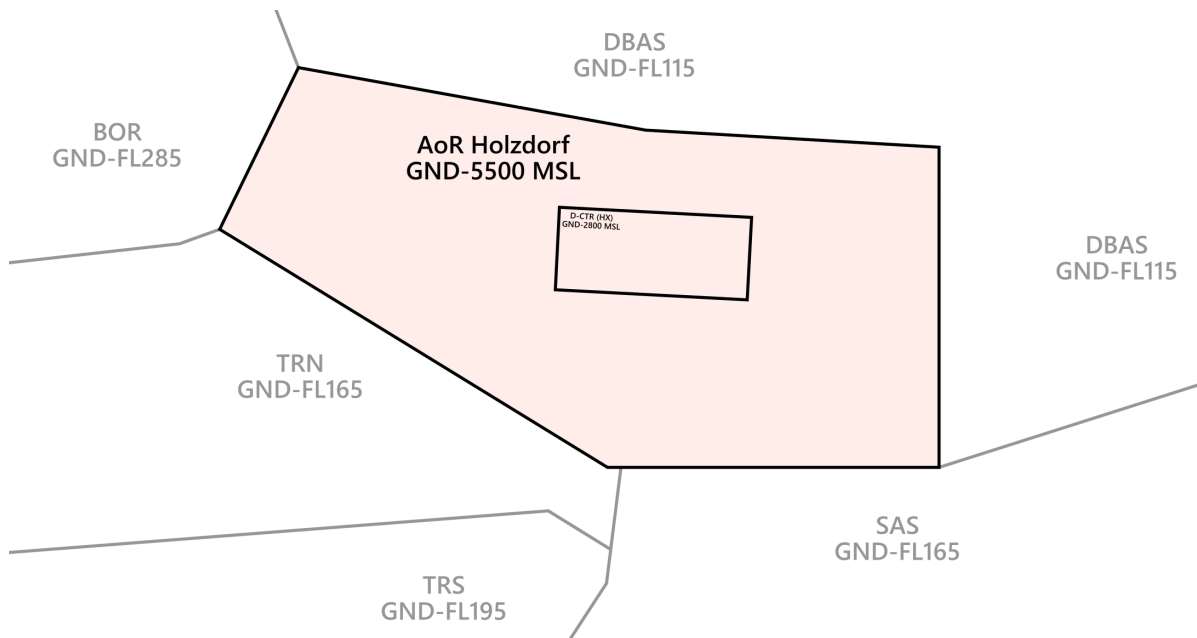 DBAS
GND-FL115
BOR
GND-FL285
AoR Holzdorf
GND-5500 MSL
D-CTR (HX)
GND-2800 MSL
DBAS
GND-FL115
TRN
GND-FL165
SAS
GND-FL165
TRS
GND-FL195